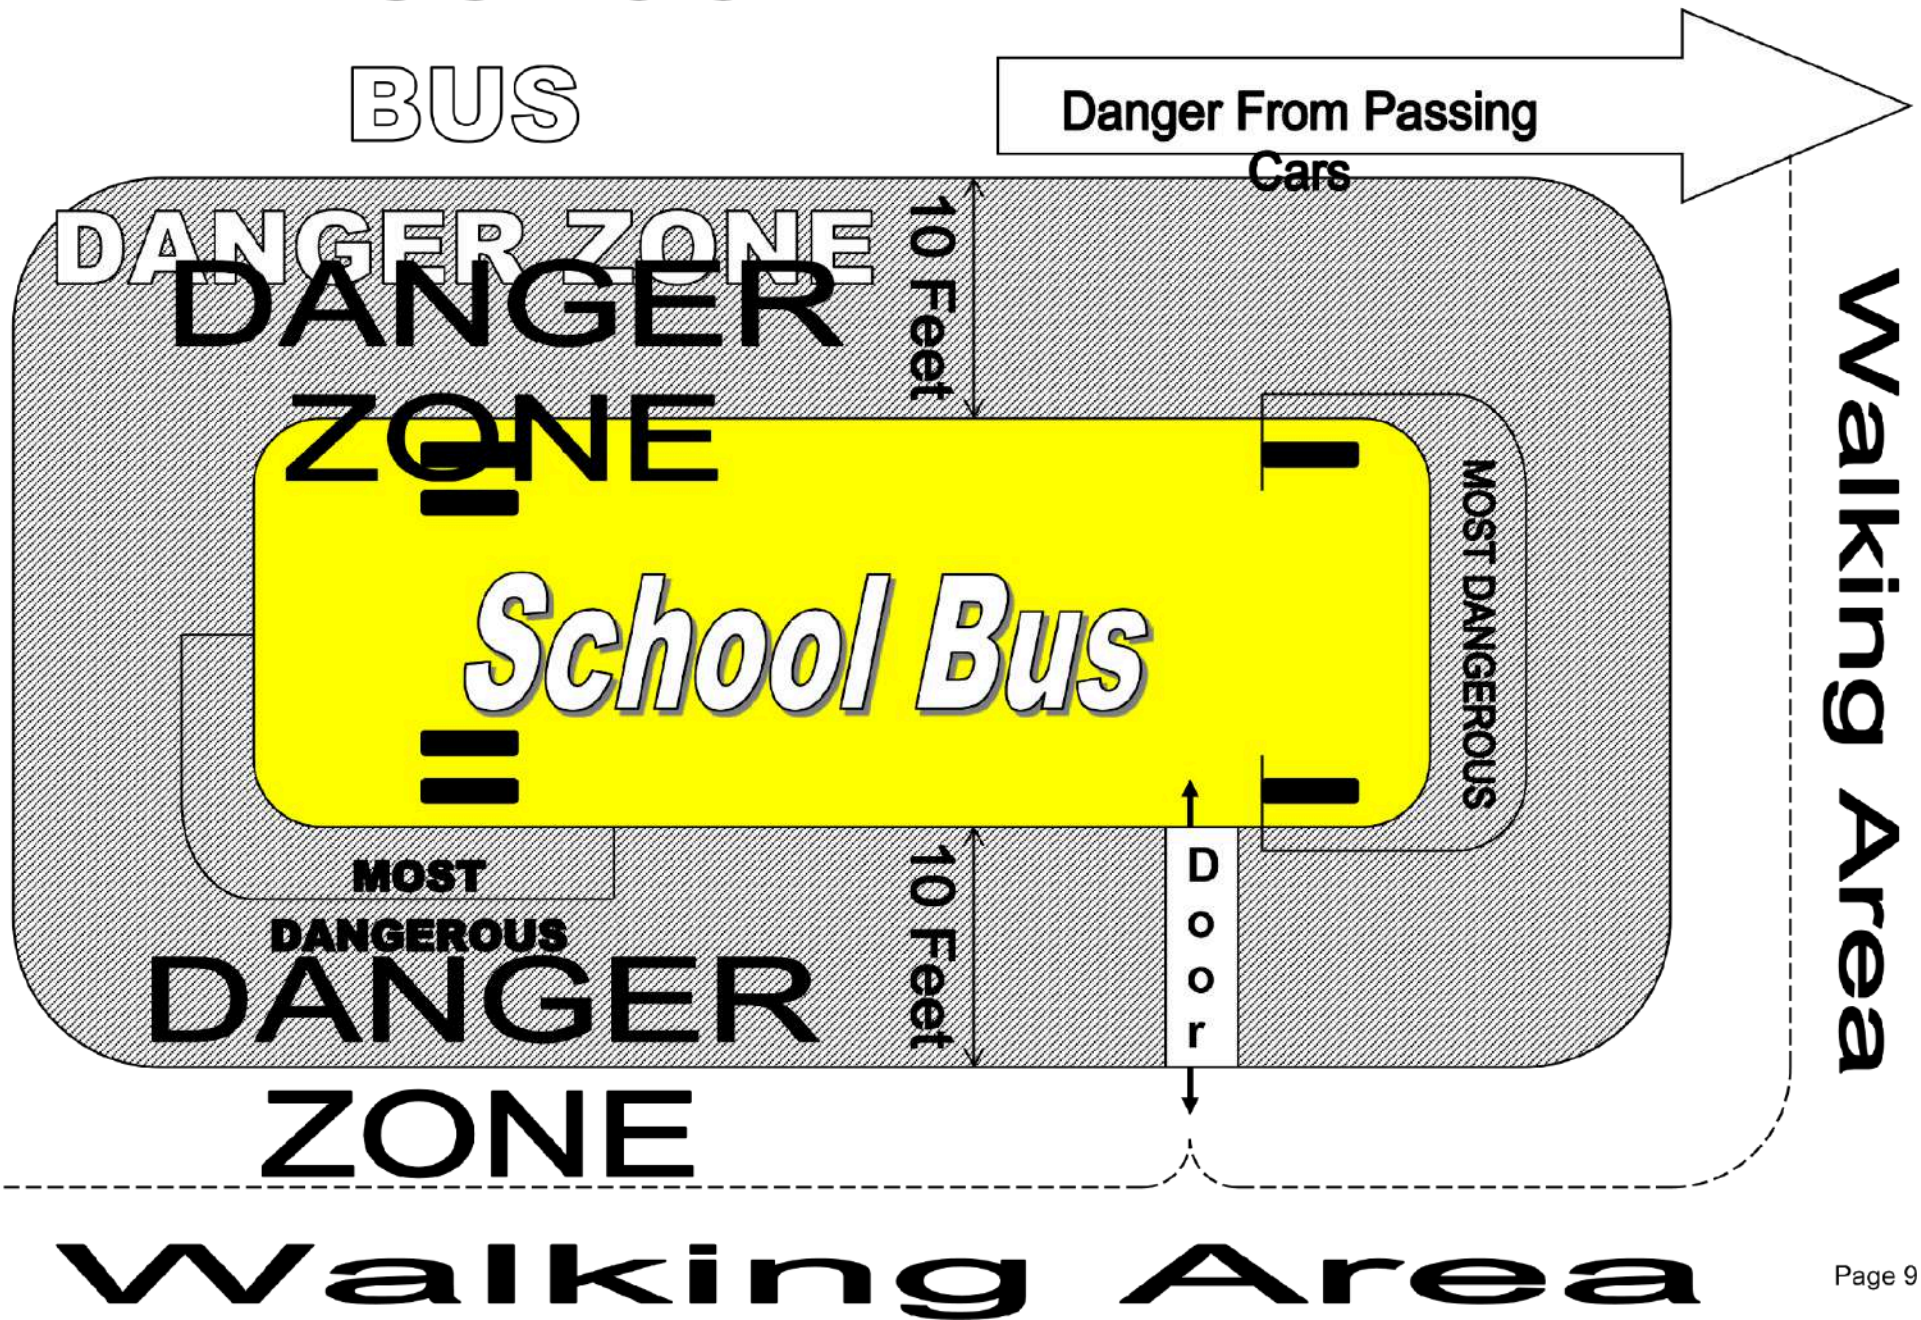 BUS
Danger From Passing
Cars
DANGER ZONE
DANGER
ZONE
10 Feet
MOST DANGEROUS
School Bus
Walking Area
MOST
DANGEROUS
DANGER
ZONE
10 Feet
Door
Walking Area
Page 9